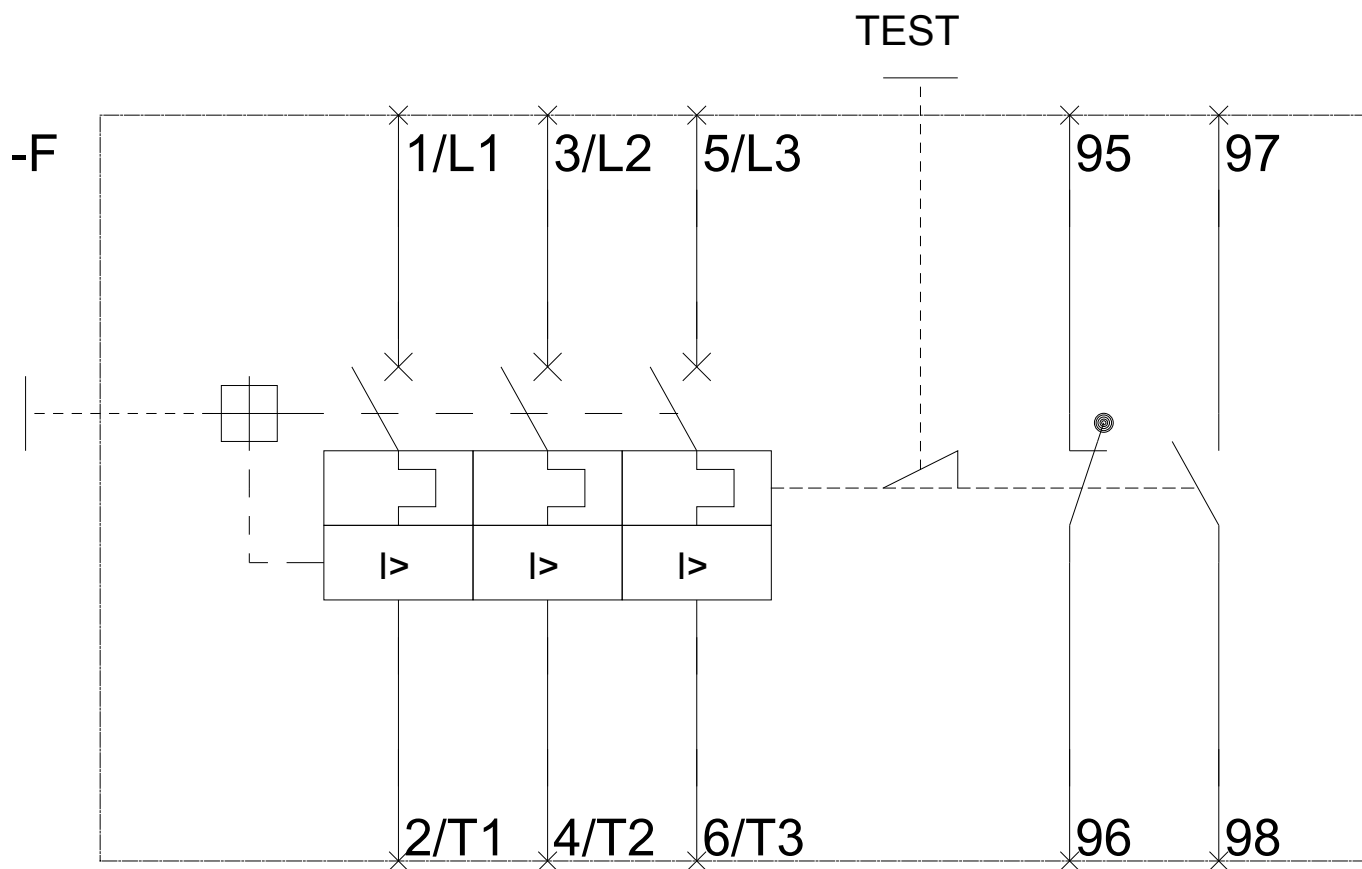 TEST
-F
1/L1 3/L2 5/L3 95 97
I> I> I>
2/T1 4/T2 6/T3 96 98